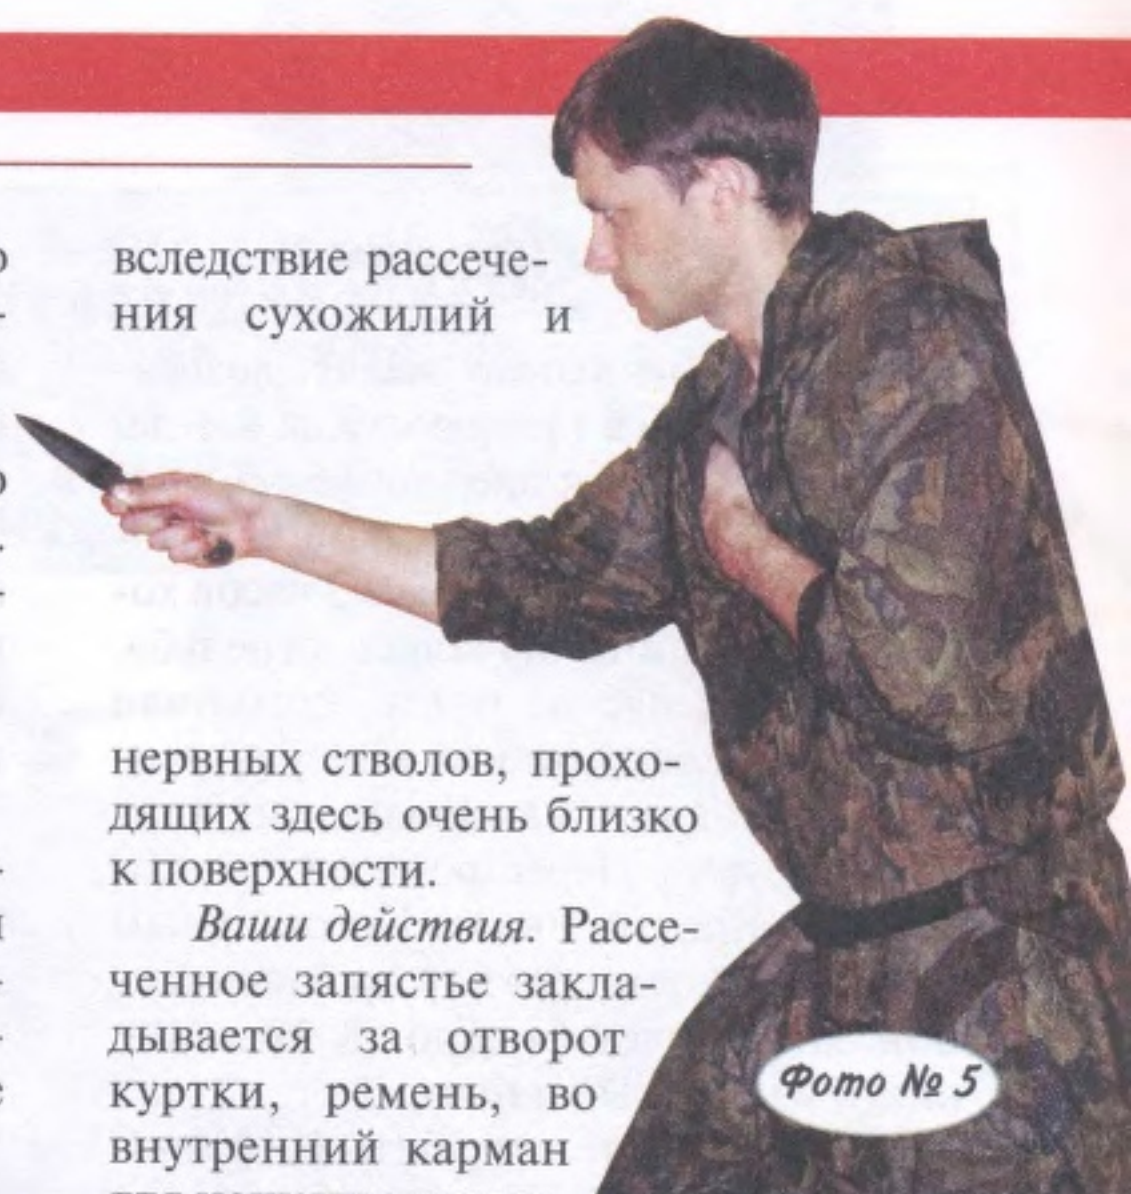 вследствие рассече-
ния сухожилий и
нервных стволов, прохо-
дящих здесь очень близко
к поверхности.
Ваши действия. Рассе-
ченное запястье закла-
дывается за отворот
куртки, ремень, во
внутренний карман
Фото № 5